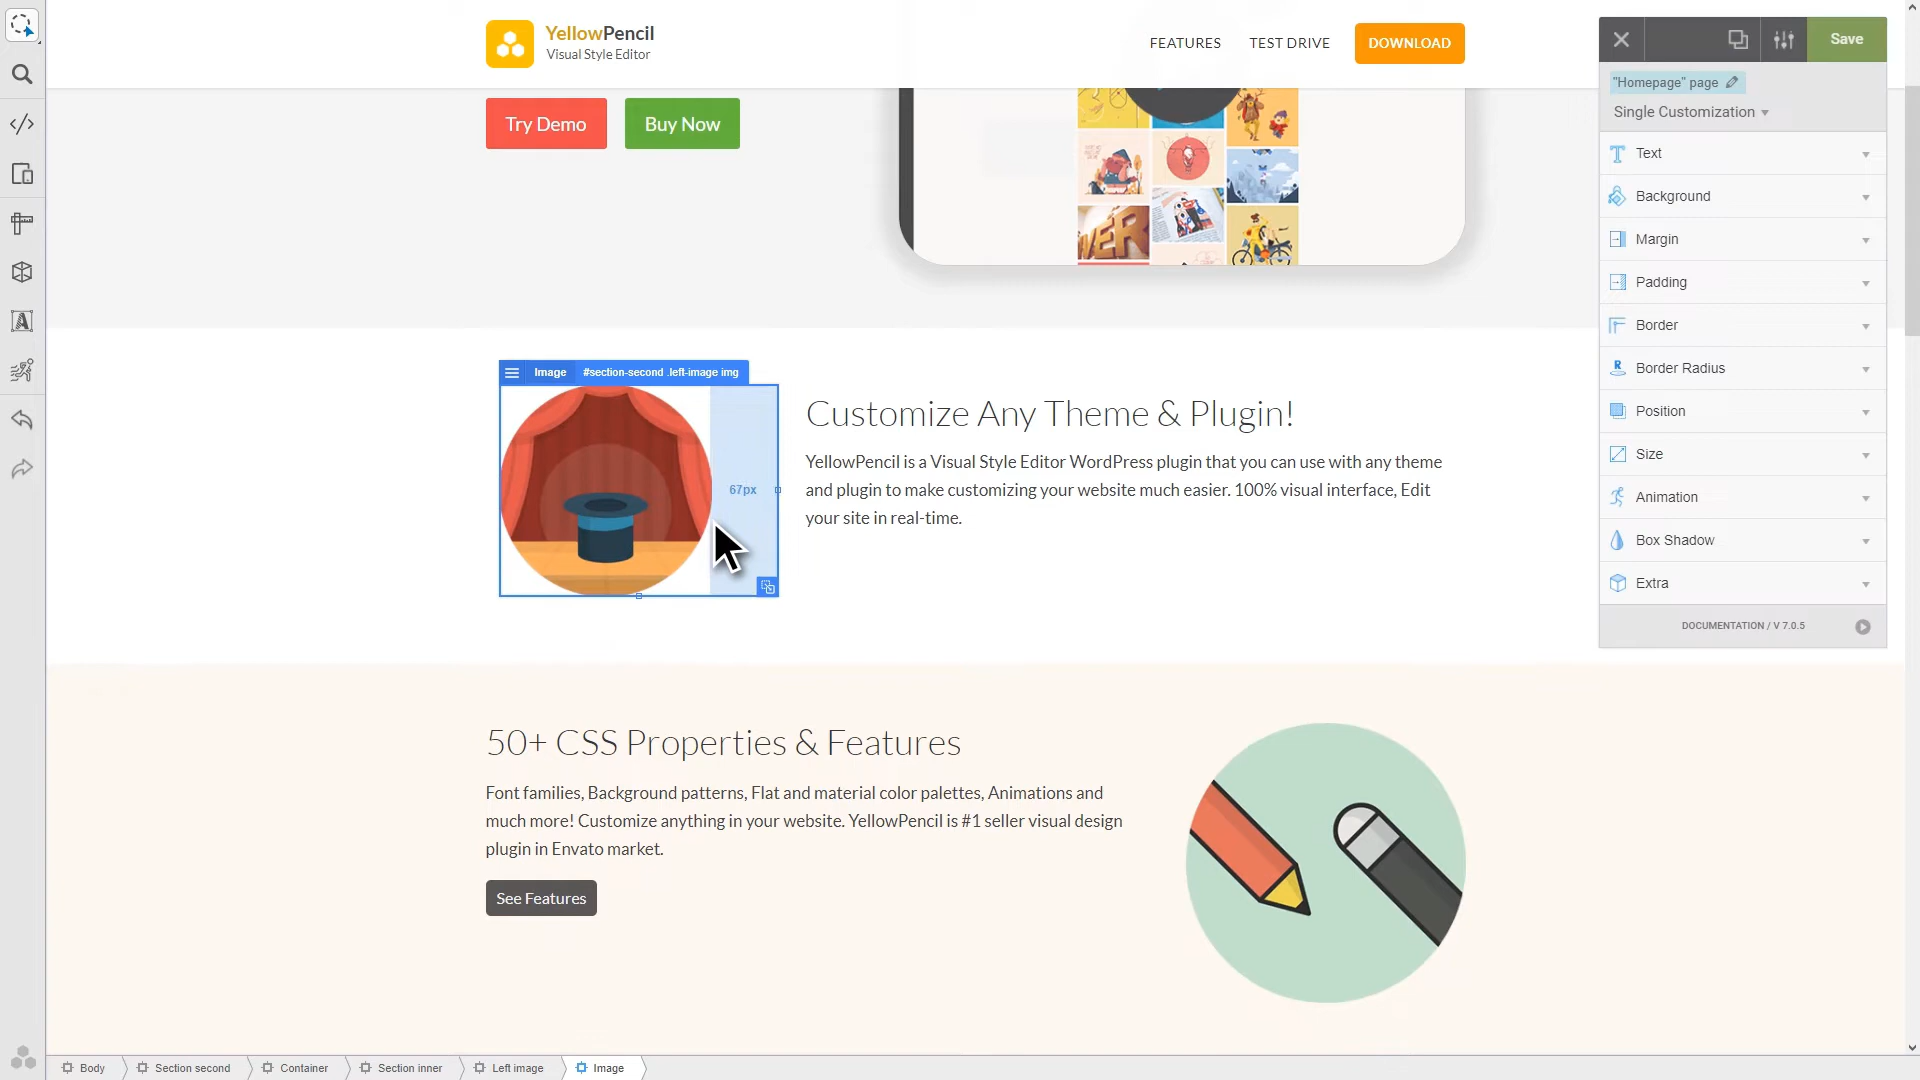 YellowPencil
Visual Style Editor
FEATURES
TEST DRIVE
DOWNLOAD
Save
"Homepage" page
Single Customization
Try Demo
Buy Now
Text
Background
Margin
Padding
Border
Border Radius
Position
Size
Animation
Box Shadow
Extra
DOCUMENTATION / V 7.0.5
Image
#section-second .left-image img
67px
Customize Any Theme & Plugin!
YellowPencil is a Visual Style Editor WordPress plugin that you can use with any theme
and plugin to make customizing your website much easier. 100% visual interface, Edit
your site in real-time.
50+ CSS Properties & Features
Font families, Background patterns, Flat and material color palettes, Animations and
much more! Customize anything in your website. YellowPencil is #1 seller visual design
plugin in Envato market.
See Features
Body
Section second
Container
Section inner
Left image
Image